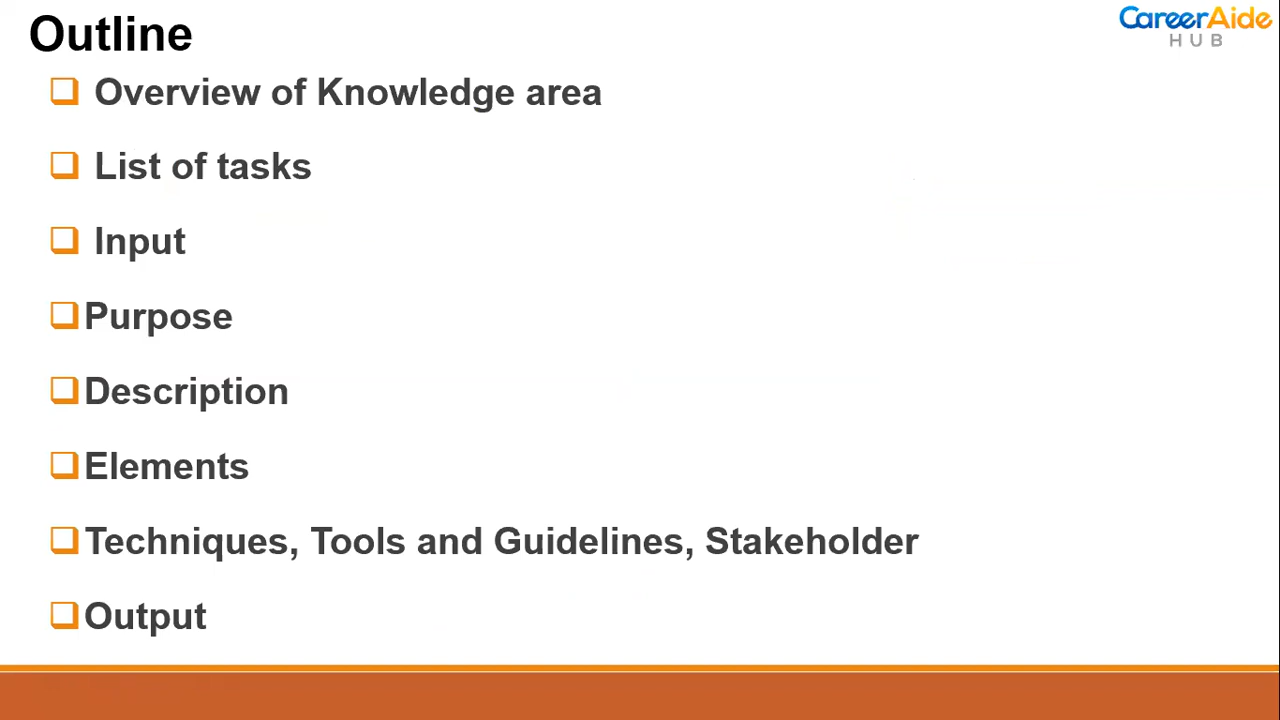 Outline
CareerAide
HUB
Overview of Knowledge area
List of tasks
Input
Purpose
Description
Elements
Techniques, Tools and Guidelines, Stakeholder
Output